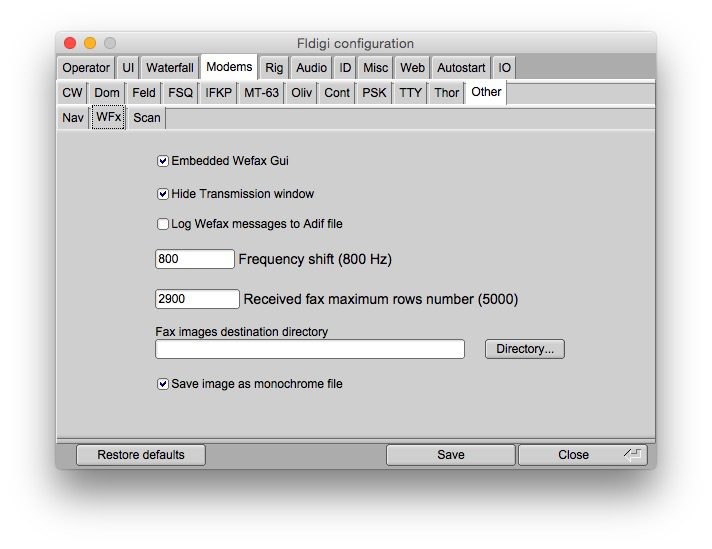 Fldigi configuration
Operator UI Waterfall Modems Rig Audio ID Misc Web Autostart IO
CW Dom Feld FSQ IFKP MT-63 Oliv Cont PSK TTY Thor Other
Nav WFx Scan
Embedded Wefax Gui
Hide Transmission window
Log Wefax messages to Adif file
800 Frequency shift (800 Hz)
2900 Received fax maximum rows number (5000)
Fax images destination directory
Directory...
Save image as monochrome file
Restore defaults Save Close